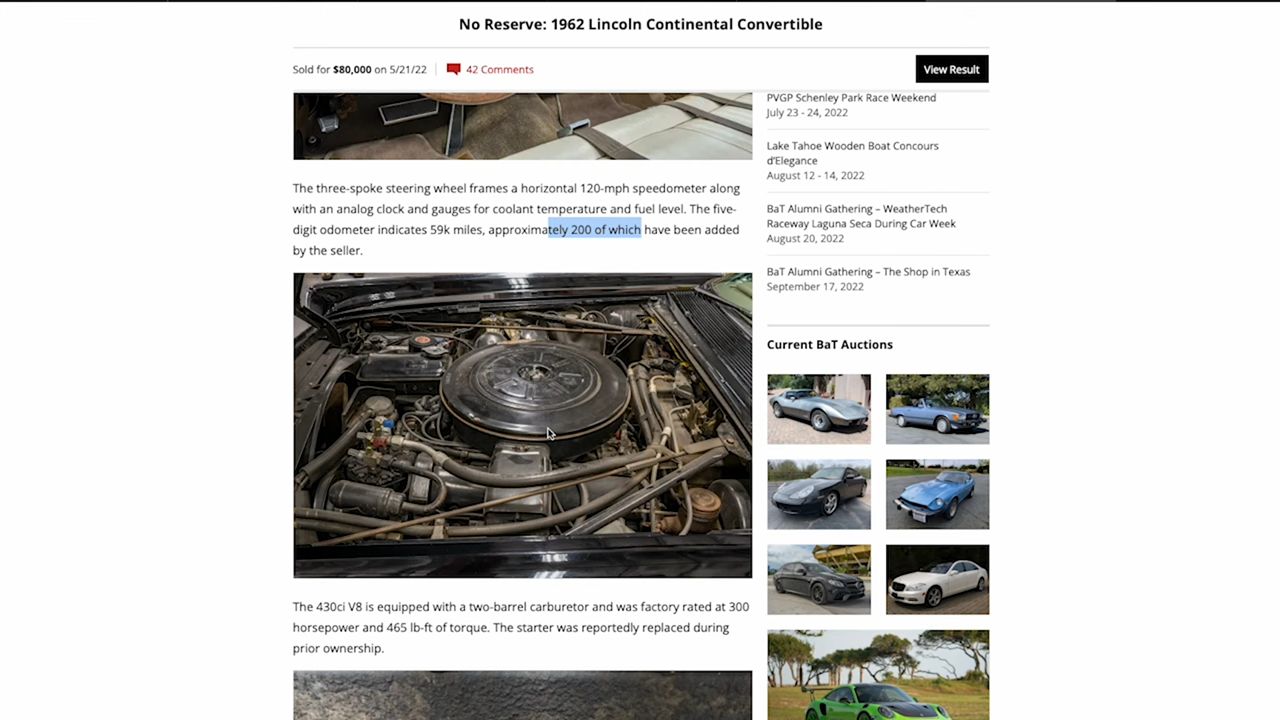 No Reserve: 1962 Lincoln Continental Convertible
Sold for $80,000 on 5/21/22
42 Comments
View Result
The three-spoke steering wheel frames a horizontal 120-mph speedometer along
with an analog clock and gauges for coolant temperature and fuel level. The five-
digit odometer indicates 59k miles, approximately 200 of which have been added
by the seller.
The 430ci V8 is equipped with a two-barrel carburetor and was factory rated at 300
horsepower and 465 lb-ft of torque. The starter was reportedly replaced during
prior ownership.
PVGP Schenley Park Race Weekend
July 23 - 24, 2022
Lake Tahoe Wooden Boat Concours
d'Elegance
August 12 - 14, 2022
BaT Alumni Gathering – WeatherTech
Raceway Laguna Seca During Car Week
August 20, 2022
BaT Alumni Gathering – The Shop in Texas
September 17, 2022
Current BaT Auctions